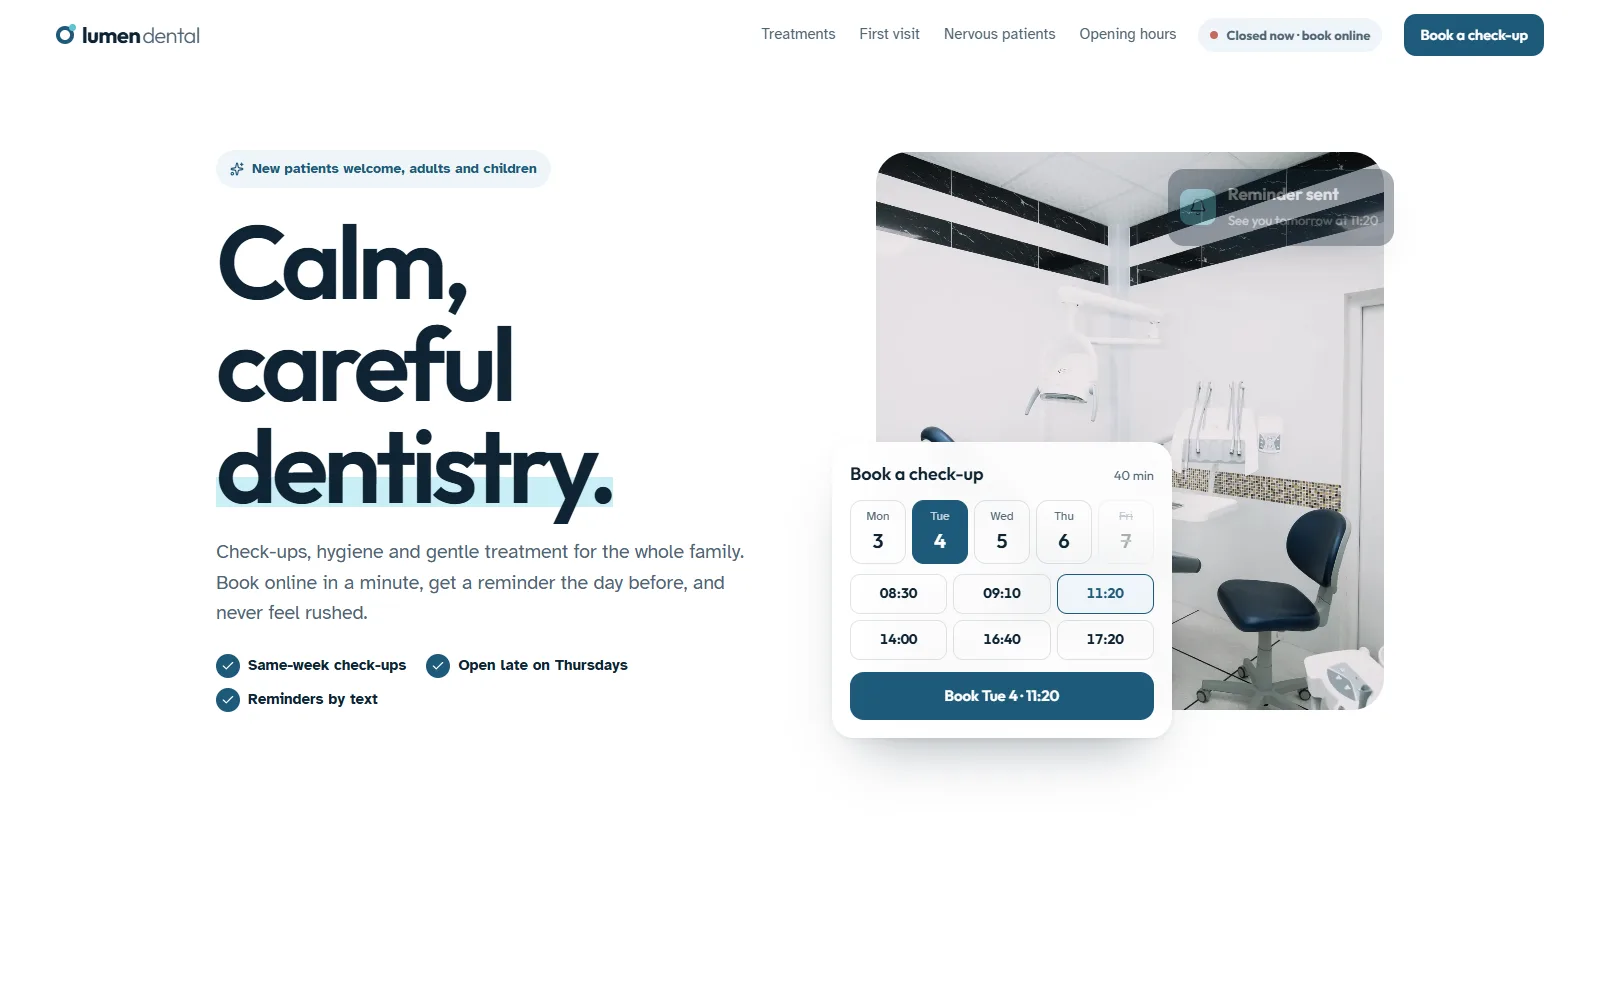 lumen dental
Treatments
First visit
Nervous patients
Opening hours
Closed now · book online
Book a check-up
New patients welcome, adults and children
Calm,
careful
dentistry.
Check-ups, hygiene and gentle treatment for the whole family.
Book online in a minute, get a reminder the day before, and
never feel rushed.
Same-week check-ups
Open late on Thursdays
Reminders by text
Reminder sent
See you tomorrow at 11:20
Book a check-up
40 min
Mon Tue Wed Thu Fri
3 4 5 6 7
08:30 09:10 11:20
14:00 16:40 17:20
Book Tue 4 · 11:20